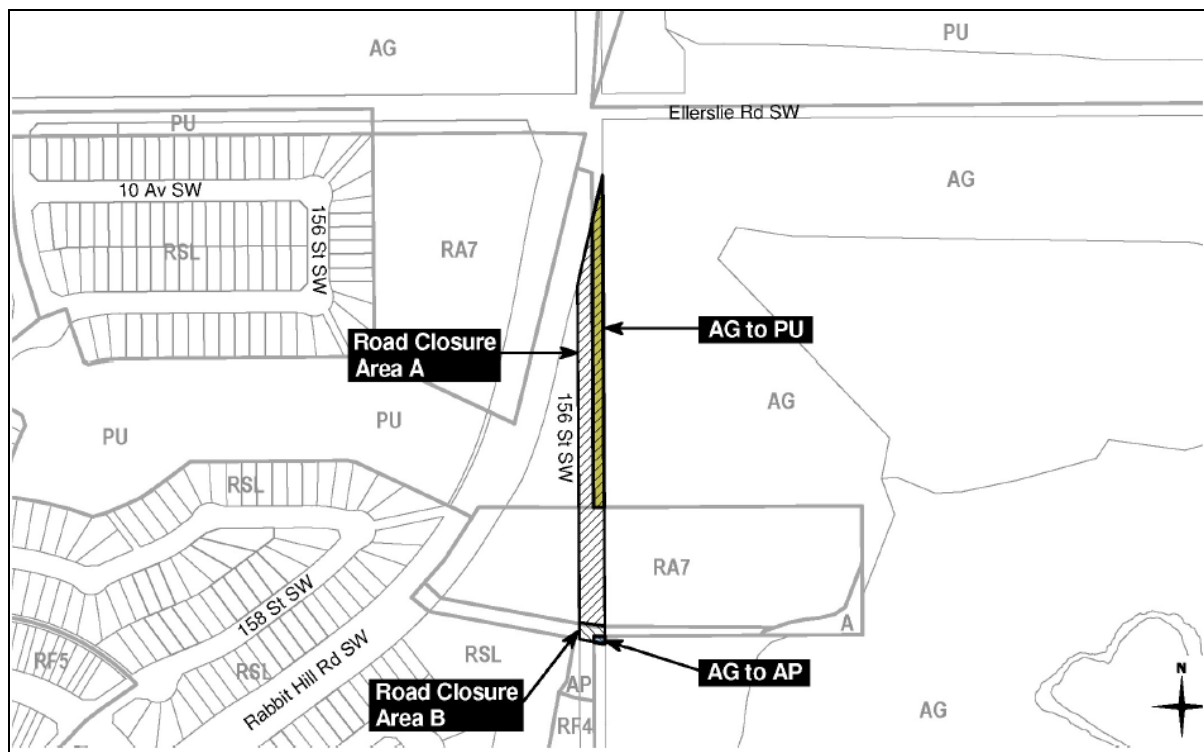 AG
PU
Ellerslie Rd SW
PU
10 Av SW
156 St SW
RSL
RA7
AG
Road Closure
Area A
AG to PU
156 St SW
AG
PU
PU
RSL
RA7
158 St SW
A
RF5
RSL
RSL
Rabbit Hill Rd SW
AP
AG to AP
Road Closure
Area B
RF4
AG
N